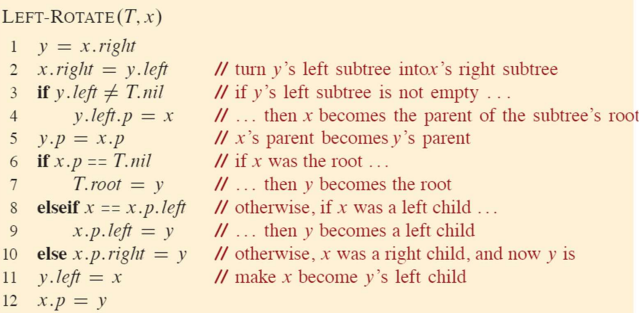 LEFT-ROTATE(T, x)
1 y = x.right
2 x.right = y.left // turn y's left subtree intox's right subtree
3 if y.left ≠ T.nil // if y's left subtree is not empty . . .
4 y.left.p = x // . . . then x becomes the parent of the subtree's root
5 y.p = x.p // x's parent becomes y's parent
6 if x.p == T.nil // if x was the root . . .
7 T.root = y // . . . then y becomes the root
8 elseif x == x.p.left // otherwise, if x was a left child . . .
9 x.p.left = y // . . . then y becomes a left child
10 else x.p.right = y // otherwise, x was a right child, and now y is
11 y.left = x // make x become y's left child
12 x.p = y